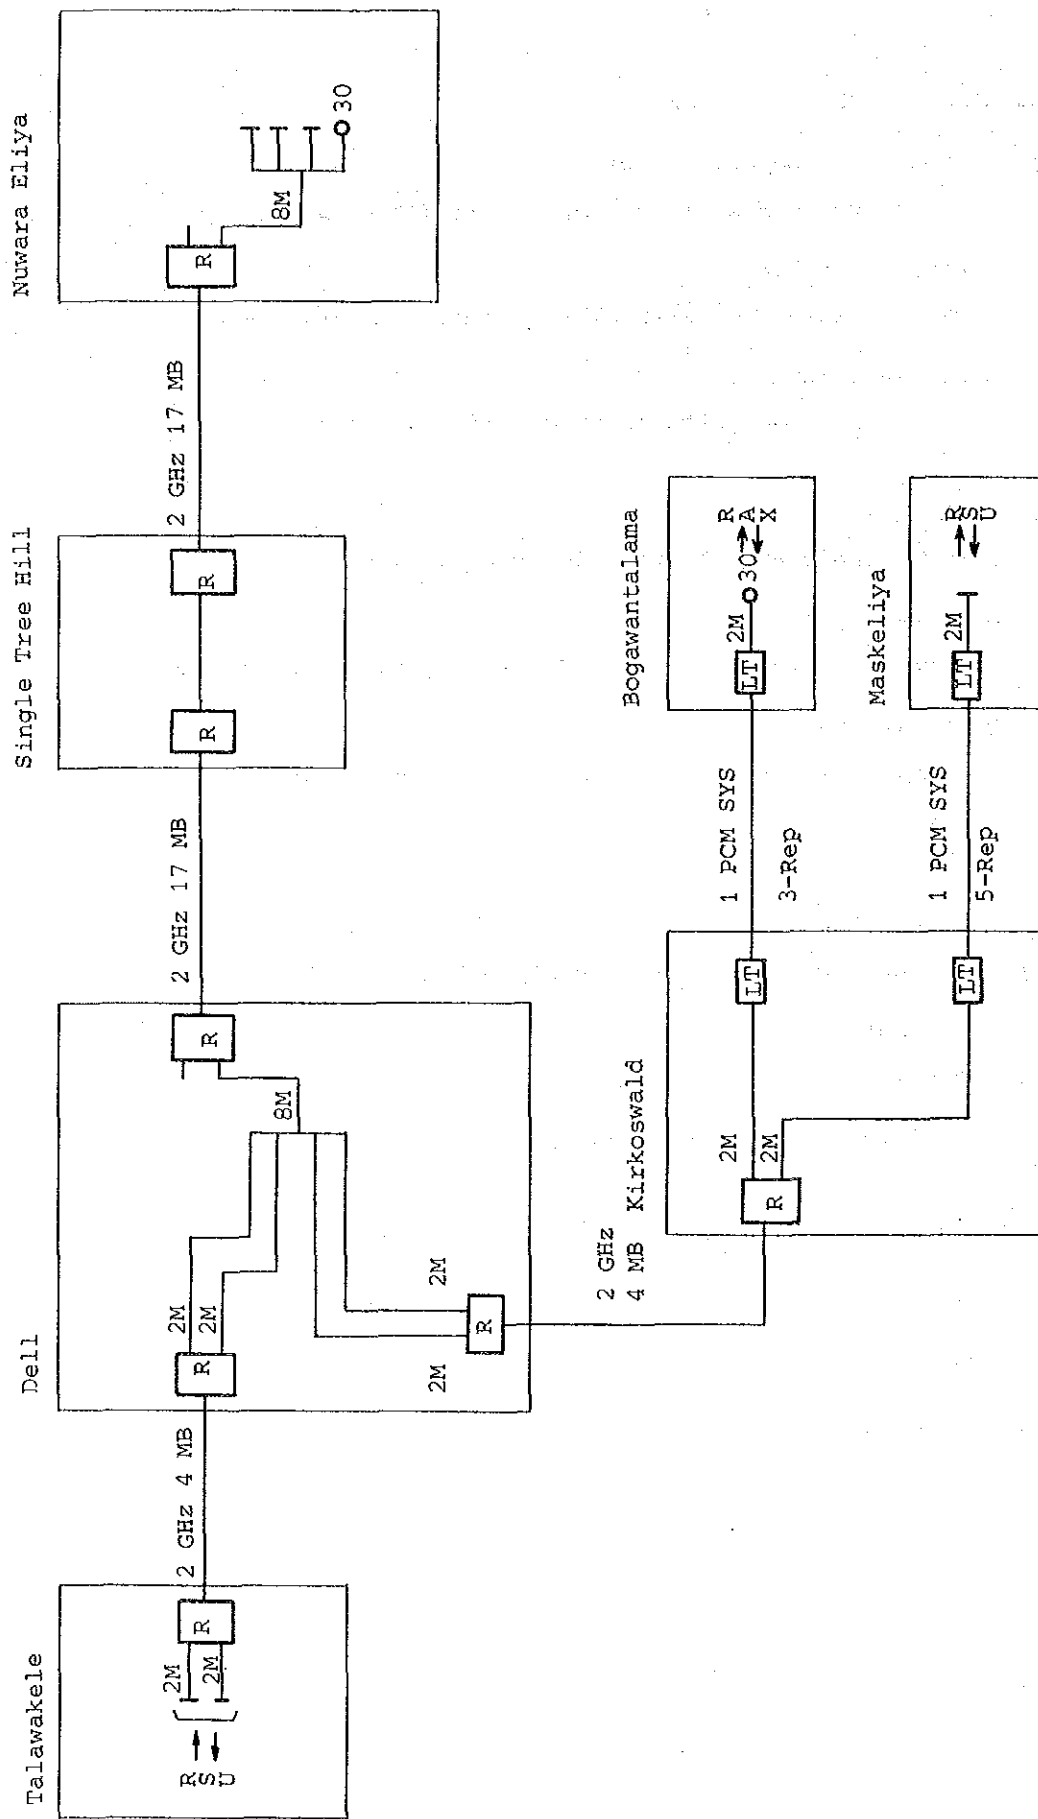 Talawakele
R
S
U
2M
2M
R
2 GHz 4 MB
Dell
R
2M
2M
8M
R
2M
2M
R
2 GHz 17 MB
Single Tree Hill
R
R
2 GHz 17 MB
Nuwara Eliya
R
8M
30
2 GHz
4 MB
Kirkoswald
R
2M
2M
LT
LT
1 PCM SYS
3-Rep
1 PCM SYS
5-Rep
Bogawantalama
LT
2M
30
R
A
X
Maskeliya
LT
2M
R
S
U